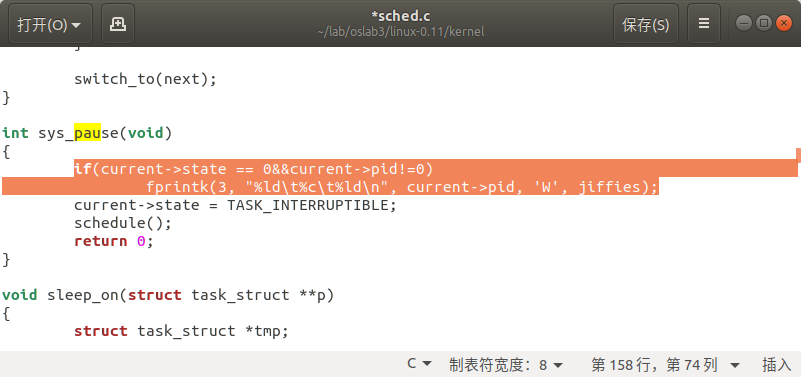 打开(O)
*sched.c
~/lab/oslab3/linux-0.11/kernel
保存(S)
switch_to(next);
}
int sys_pause(void)
{
if(current->state == 0&&current->pid!=0)
fprintk(3, "%ld\t%c\t%ld\n", current->pid, 'W', jiffies);
current->state = TASK_INTERRUPTIBLE;
schedule();
return 0;
}
void sleep_on(struct task_struct **p)
{
struct task_struct *tmp;
C 制表符宽度：8 第 158 行，第 74 列 插入